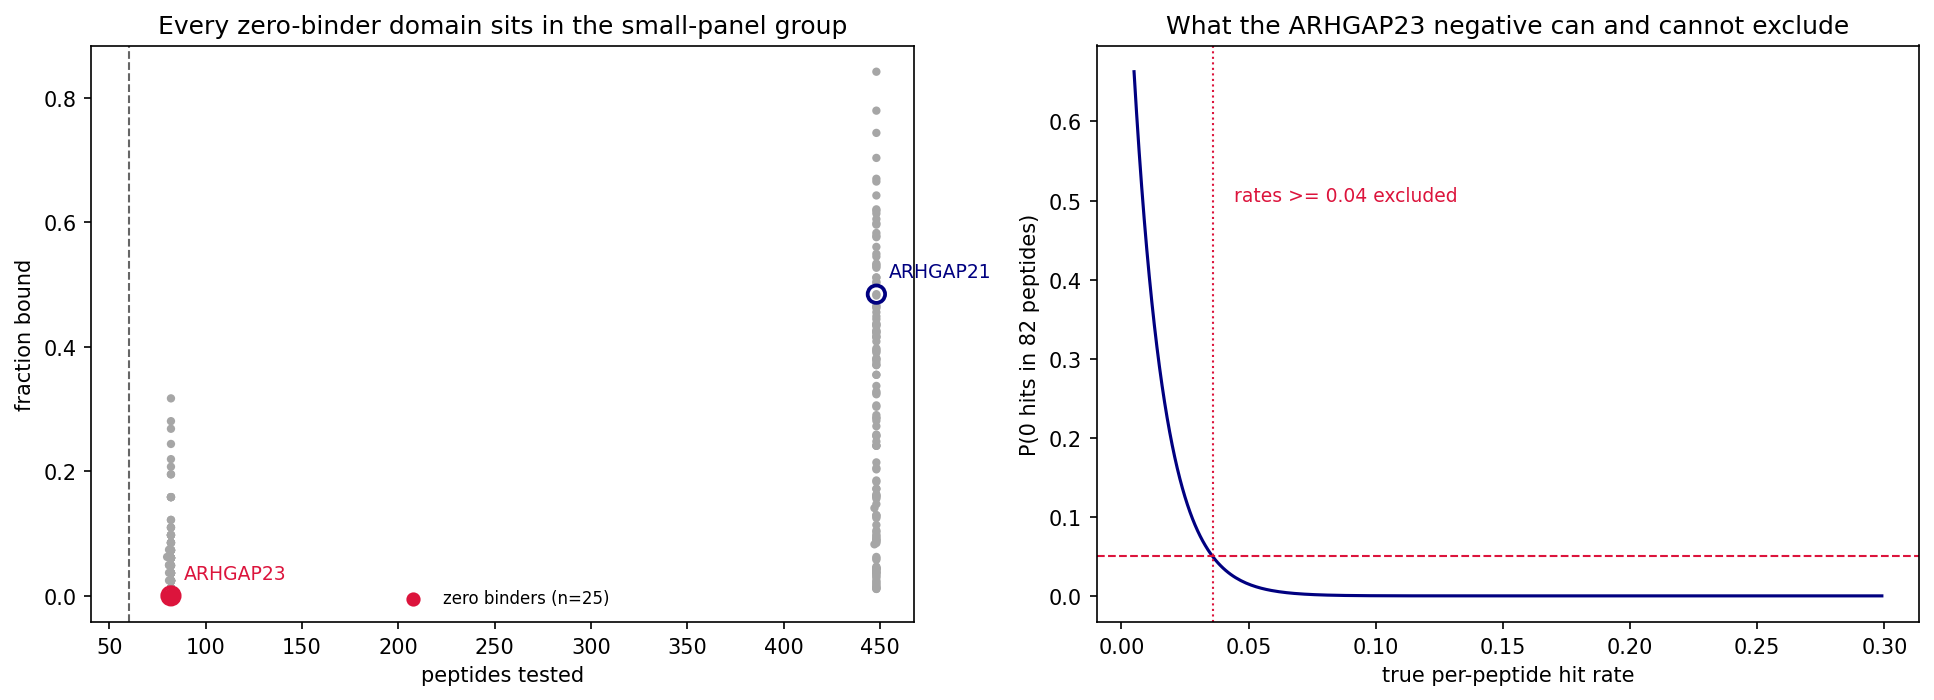 Every zero-binder domain sits in the small-panel group
fraction bound
0.8
0.6
0.4
0.2
0.0
ARHGAP21
ARHGAP23
zero binders (n=25)
50 100 150 200 250 300 350 400 450
peptides tested
What the ARHGAP23 negative can and cannot exclude
P(0 hits in 82 peptides)
0.6
0.5
0.4
0.3
0.2
0.1
0.0
rates >= 0.04 excluded
0.00 0.05 0.10 0.15 0.20 0.25 0.30
true per-peptide hit rate